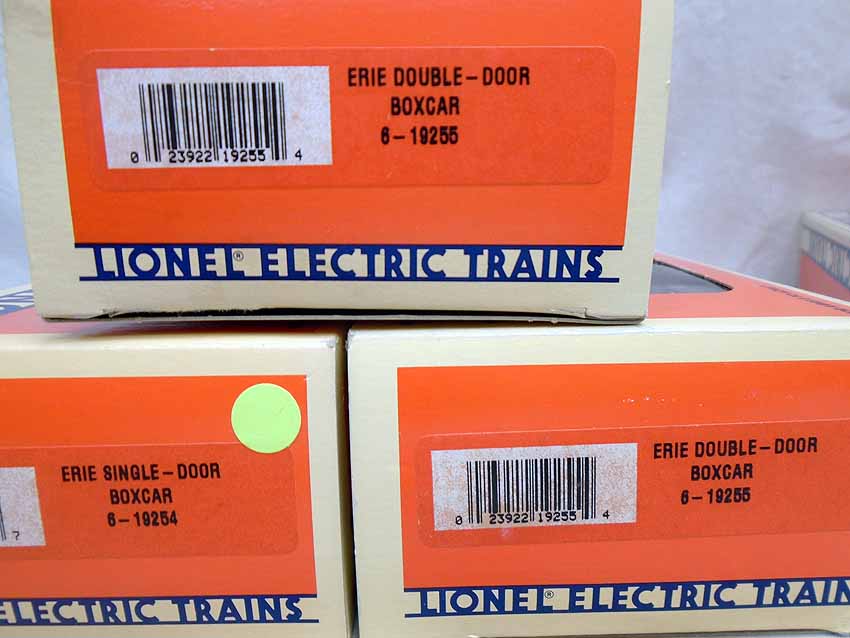 ERIE DOUBLE-DOOR
BOXCAR
6-19255
0 23922 19255 4
LIONEL® ELECTRIC TRAINS
ERIE SINGLE-DOOR
BOXCAR
6-19254
7
ELECTRIC TRAINS
ERIE DOUBLE-DOOR
BOXCAR
6-19255
0 23922 19255 4
LIONEL® ELECTRIC TRAIN